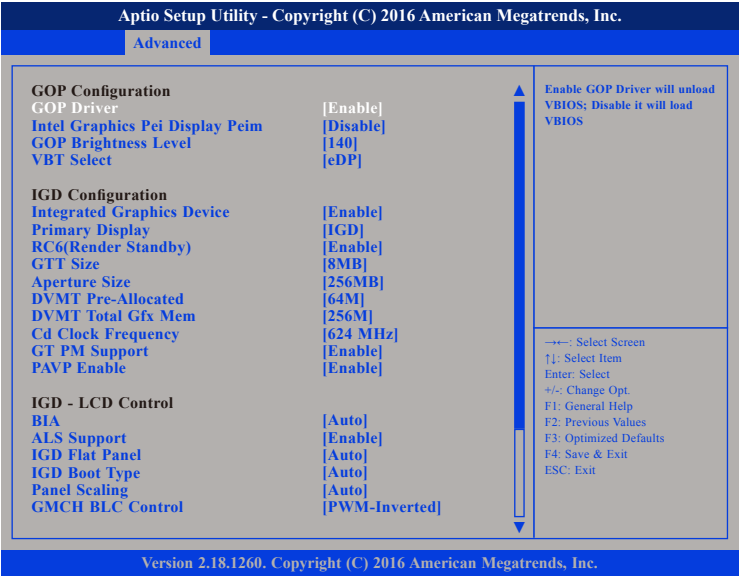 Aptio Setup Utility - Copyright (C) 2016 American Megatrends, Inc.
Advanced
GOP Configuration
GOP Driver [Enable]
Intel Graphics Pei Display Peim [Disable]
GOP Brightness Level [140]
VBT Select [eDP]
IGD Configuration
Integrated Graphics Device [Enable]
Primary Display [IGD]
RC6(Render Standby) [Enable]
GTT Size [8MB]
Aperture Size [256MB]
DVMT Pre-Allocated [64M]
DVMT Total Gfx Mem [256M]
Cd Clock Frequency [624 MHz]
GT PM Support [Enable]
PAVP Enable [Enable]
IGD - LCD Control
BIA [Auto]
ALS Support [Enable]
IGD Flat Panel [Auto]
IGD Boot Type [Auto]
Panel Scaling [Auto]
GMCH BLC Control [PWM-Inverted]
Enable GOP Driver will unload
VBIOS; Disable it will load
VBIOS
→←: Select Screen
↑↓: Select Item
Enter: Select
+/-: Change Opt.
F1: General Help
F2: Previous Values
F3: Optimized Defaults
F4: Save & Exit
ESC: Exit
Version 2.18.1260. Copyright (C) 2016 American Megatrends, Inc.